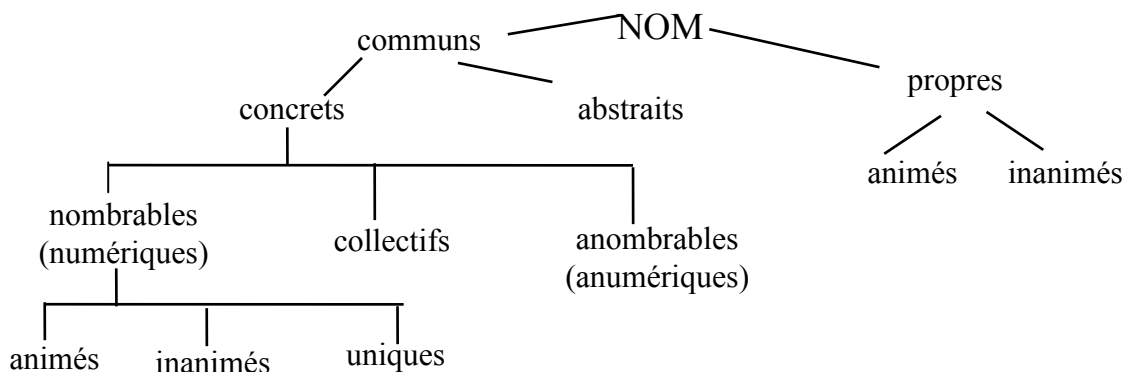 NOM
communs
propres
concrets
abstraits
animés
inanimés
nombrables
(numériques)
collectifs
anombrables
(anumériques)
animés
inanimés
uniques